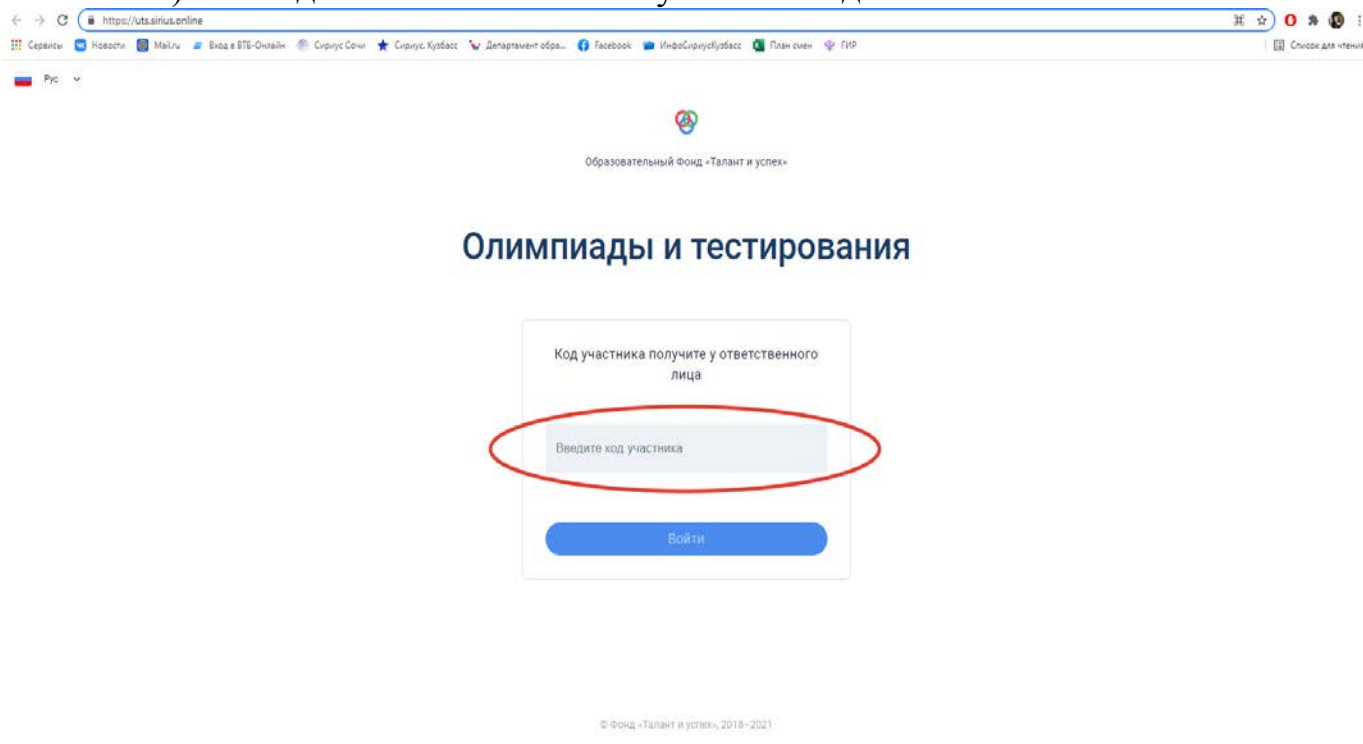 https://uts.sirius.online
Сервисы Новости Mail.ru Вход в ВТБ-Онлайн Сириус Сочи Сириус. Кузбасс Департамент обра... Facebook ИнфоСириусКузбасс План смен ГИР Список для чтения
Рус
Образовательный Фонд «Талант и успех»
Олимпиады и тестирования
Код участника получите у ответственного
лица
Введите код участника
Войти
© Фонд «Талант и успех», 2018–2021